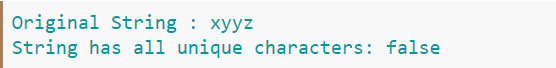 Original String : xyyz
String has all unique characters: false